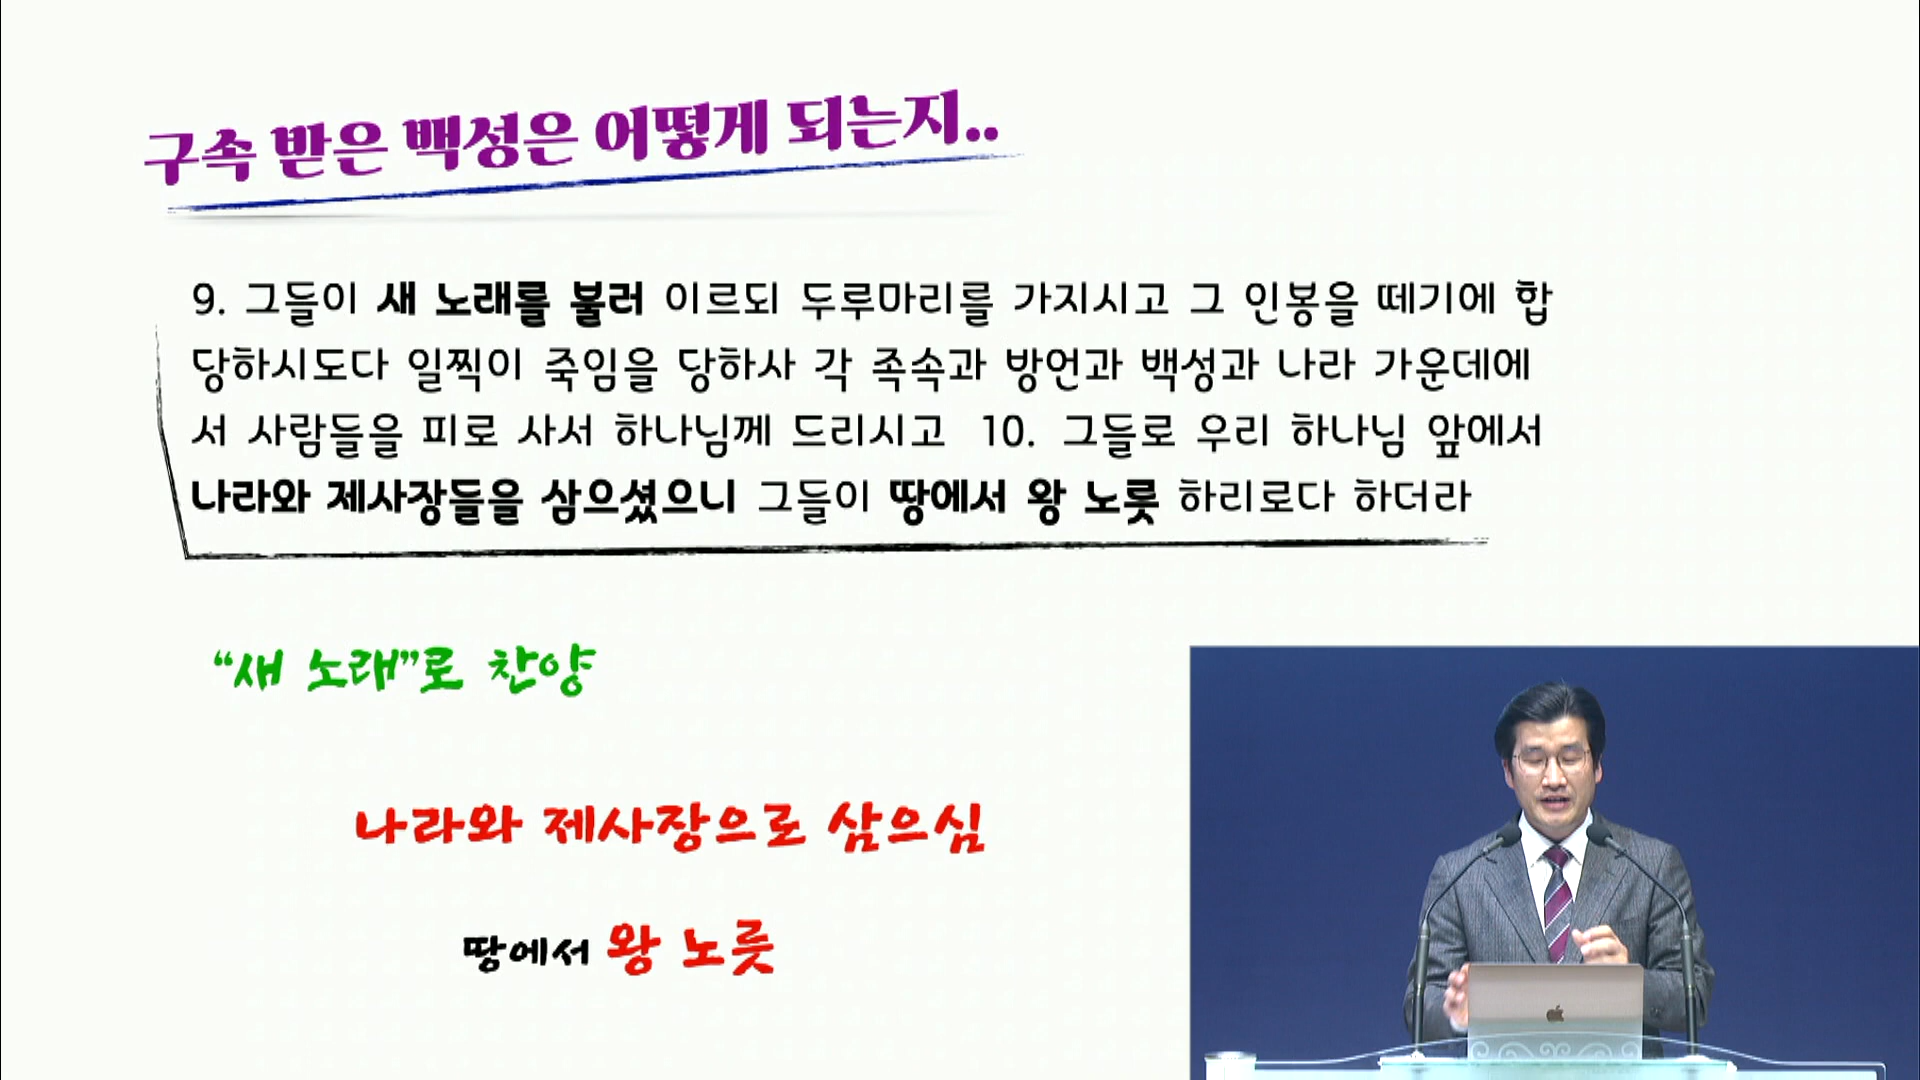 구속 받은 백성은 어떻게 되는지..
9. 그들이 새 노래를 불러 이르되 두루마리를 가지시고 그 인봉을 떼기에 합
당하시도다 일찍이 죽임을 당하사 각 족속과 방언과 백성과 나라 가운데에
서 사람들을 피로 사서 하나님께 드리시고 10. 그들로 우리 하나님 앞에서
나라와 제사장들을 삼으셨으니 그들이 땅에서 왕 노릇 하리로다 하더라
“새 노래”로 찬양
나라와 제사장으로 삼으심
땅에서 왕 노릇